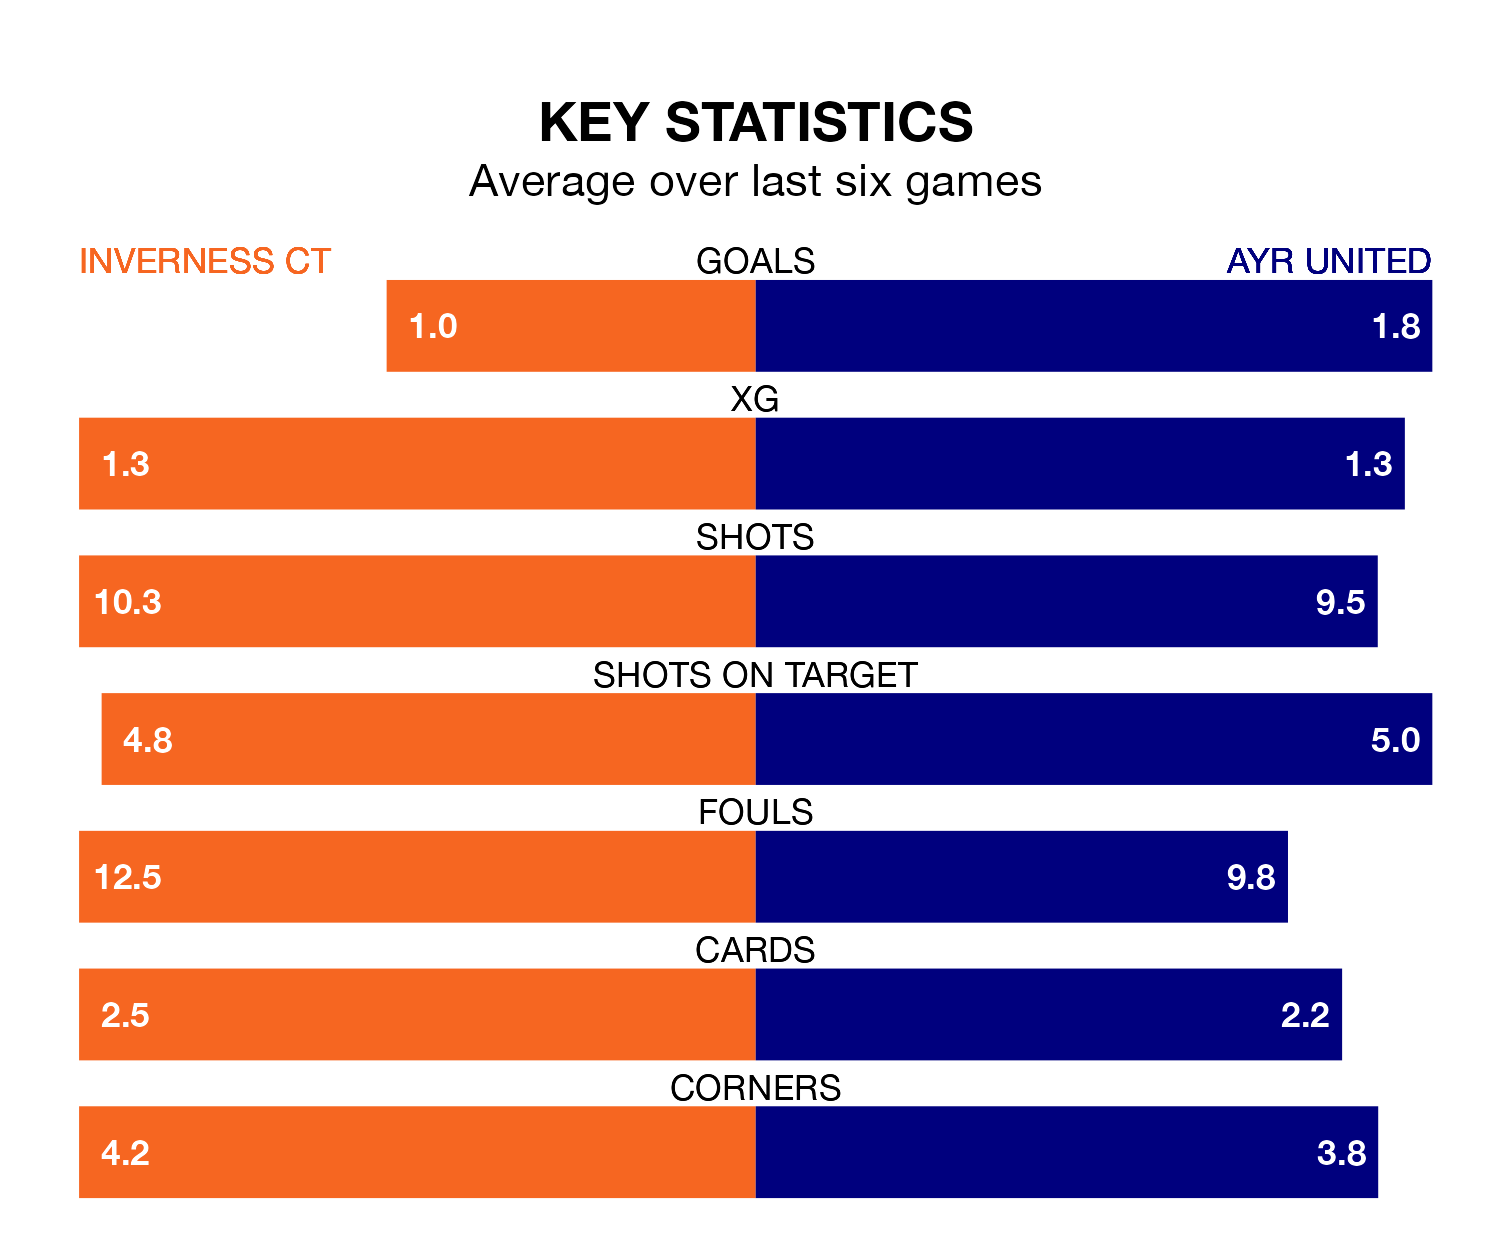 KEY STATISTICS
Average over last six games
INVERNESS CT GOALS AYR UNITED
1.0 1.8
XG
1.3 1.3
SHOTS
10.3 9.5
SHOTS ON TARGET
4.8 5.0
FOULS
12.5 9.8
CARDS
2.5 2.2
CORNERS
4.2 3.8